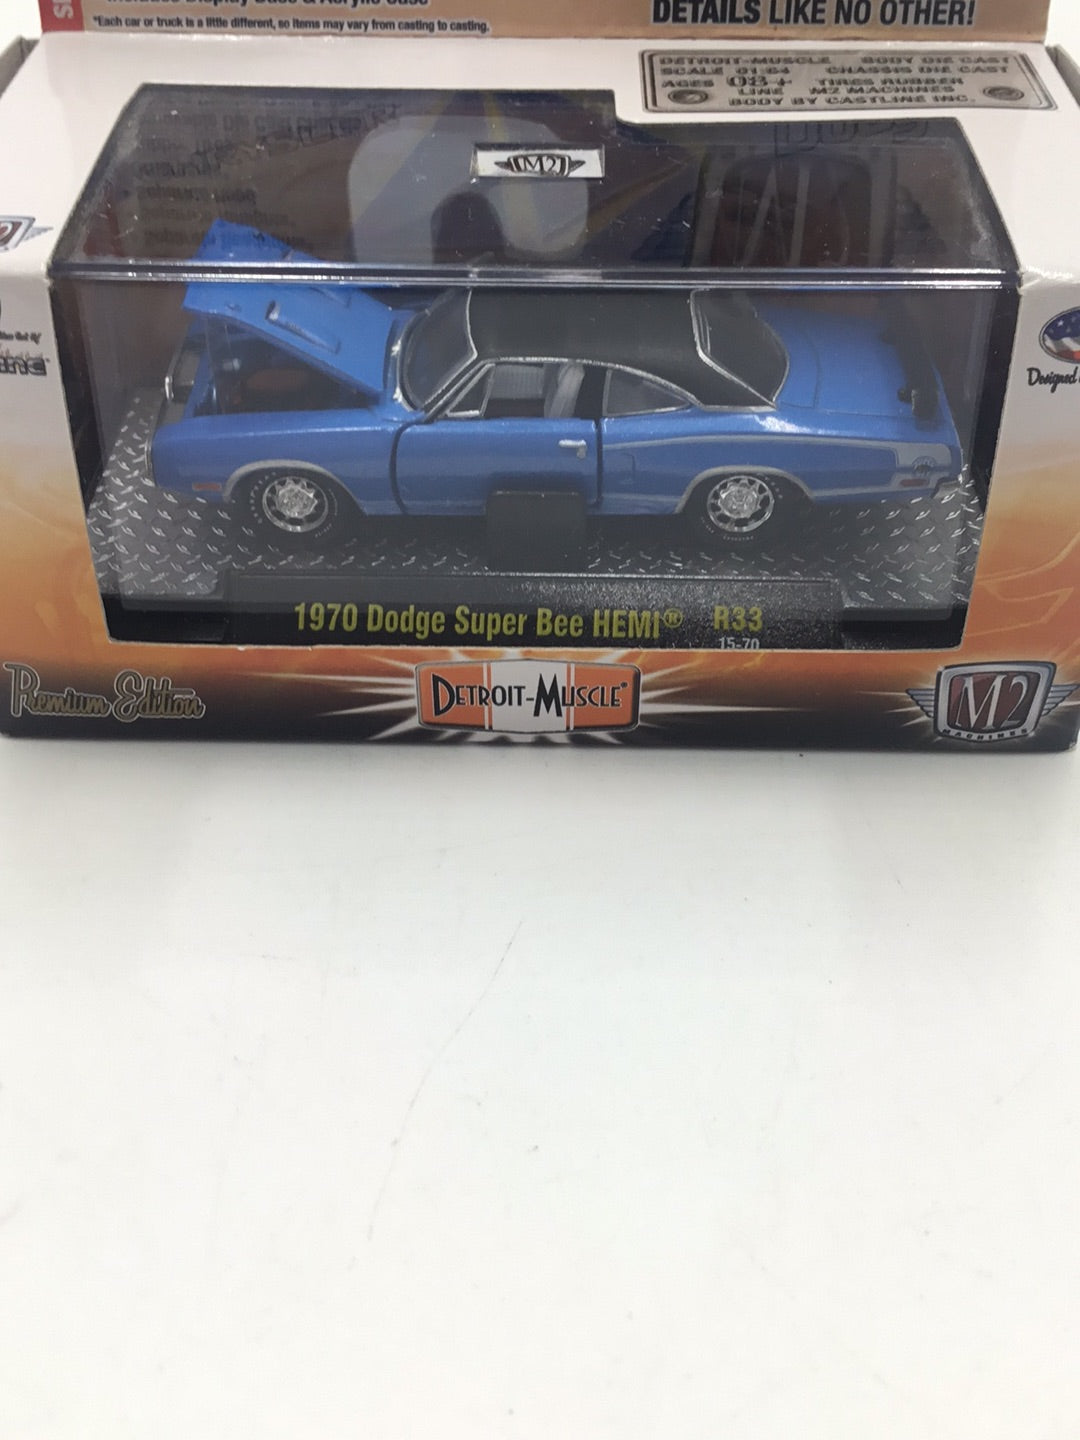 *Each car or truck is a little different, so items may vary from casting to casting.
DETAILS LIKE NO OTHER!
DETROIT-MUSCLE BODY DIE CAST
SCALE 01:64 CHASSIS DIE CAST
AGES 08+ TIRES RUBBER
LINE M2 MACHINES
BODY BY CASTLINE INC.
M2
Designed
1970 Dodge Super Bee HEMI® R33
15-70
Premium Edition
DETROIT-MUSCLE®
M2
MACHINES